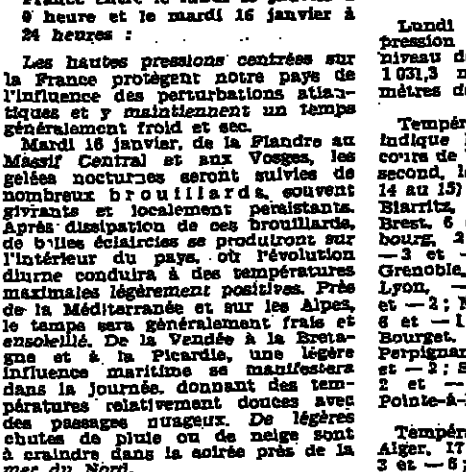 0 heure et le mardi 16 janvier à
24 heures :
Les hautes pressions centrées sur
la France protègent notre pays de
l'influence des perturbations atlan-
tiques et y maintiennent un temps
généralement froid et sec.
Mardi 16 janvier, de la Flandre au
Massif Central et aux Vosges, les
gelées nocturnes seront suivies de
nombreux brouillards, souvent
givrants et localement persistants.
Après dissipation de ces brouillards,
de belles éclaircies se produiront sur
l'intérieur du pays, où l'évolution
diurne conduira à des températures
maximales légèrement positives. Près
de la Méditerranée et sur les Alpes,
le temps sera généralement frais et
ensoleillé. De la Vendée à la Breta-
gne et à la Picardie, une légère
influence maritime se manifestera
dans la journée, donnant des tem-
pératures relativement douces avec
des passages nuageux. De légères
chutes de pluie ou de neige sont
à craindre dans la soirée près de la
mer du Nord.
Lundi
pression
niveau d
1 031,3 m
mètres de
Tempér
indique
cours de
second, l
14 au 15)
Biarritz,
Brest, 6
bourg, 2
— 3 et —
Grenoble,
Lyon, —
et — 2 ; N
6 et — 1
Bourget,
Perpignan
et — 2 ; S
2 et —
Pointe-à-
Tempér
Alger, 17
3 et — 6 ;